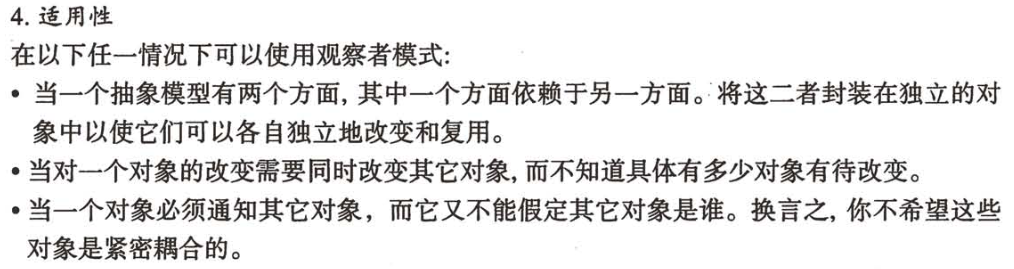 4. 适用性
在以下任一情况下可以使用观察者模式:
• 当一个抽象模型有两个方面, 其中一个方面依赖于另一方面。将这二者封装在独立的对
象中以使它们可以各自独立地改变和复用。
• 当对一个对象的改变需要同时改变其它对象, 而不知道具体有多少对象有待改变。
• 当一个对象必须通知其它对象，而它又不能假定其它对象是谁。换言之, 你不希望这些
对象是紧密耦合的。